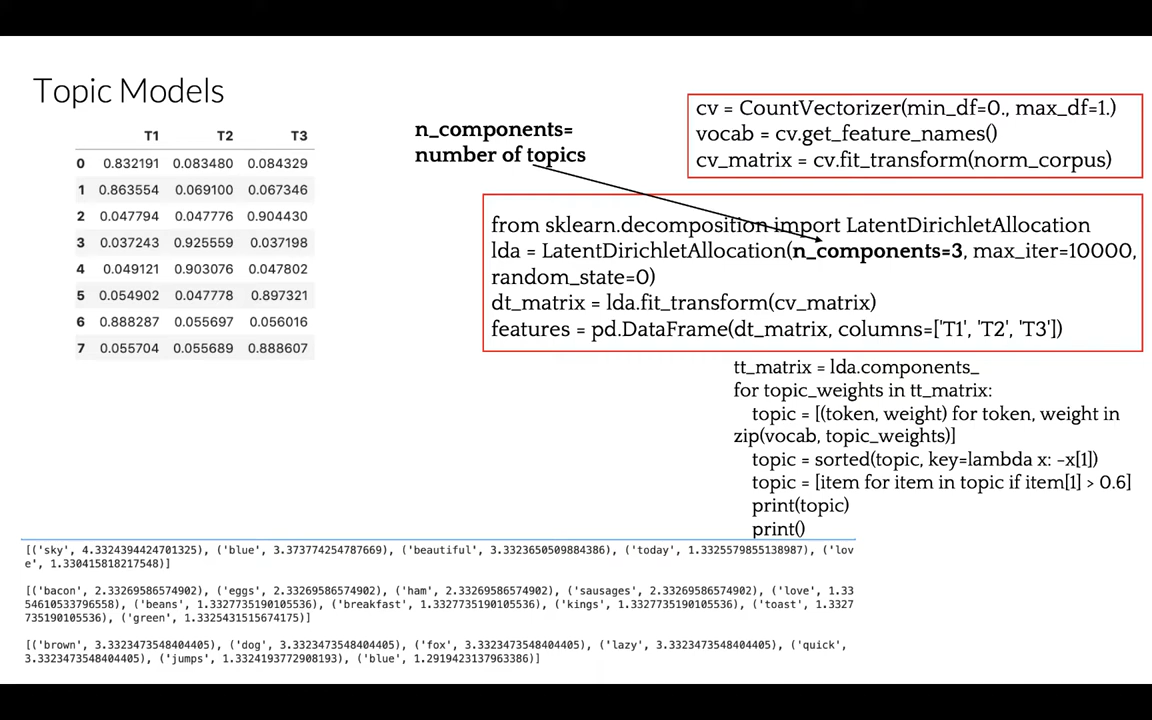 Topic Models
T1 T2 T3
0 0.832191 0.083480 0.084329
1 0.863554 0.069100 0.067346
2 0.047794 0.047776 0.904430
3 0.037243 0.925559 0.037198
4 0.049121 0.903076 0.047802
5 0.054902 0.047778 0.897321
6 0.888287 0.055697 0.056016
7 0.055704 0.055689 0.888607
n_components=
number of topics
cv = CountVectorizer(min_df=0., max_df=1.)
vocab = cv.get_feature_names()
cv_matrix = cv.fit_transform(norm_corpus)
from sklearn.decomposition import LatentDirichletAllocation
lda = LatentDirichletAllocation(n_components=3, max_iter=10000,
random_state=0)
dt_matrix = lda.fit_transform(cv_matrix)
features = pd.DataFrame(dt_matrix, columns=['T1', 'T2', 'T3'])
tt_matrix = lda.components_
for topic_weights in tt_matrix:
topic = [(token, weight) for token, weight in
zip(vocab, topic_weights)]
topic = sorted(topic, key=lambda x: -x[1])
topic = [item for item in topic if item[1] > 0.6]
print(topic)
print()
[('sky', 4.3324394424701325), ('blue', 3.373774254787669), ('beautiful', 3.3323650509884386), ('today', 1.3325579855138987), ('lov
e', 1.330415818217548)]
[('bacon', 2.33269586574902), ('eggs', 2.33269586574902), ('ham', 2.33269586574902), ('sausages', 2.33269586574902), ('love', 1.33
54610533796558), ('beans', 1.3327735190105536), ('breakfast', 1.3327735190105536), ('kings', 1.3327735190105536), ('toast', 1.3327
735190105536), ('green', 1.3325431515674175)]
[('brown', 3.3323473548404405), ('dog', 3.3323473548404405), ('fox', 3.3323473548404405), ('lazy', 3.3323473548404405), ('quick',
3.3323473548404405), ('jumps', 1.3324193772908193), ('blue', 1.2919423137963386)]